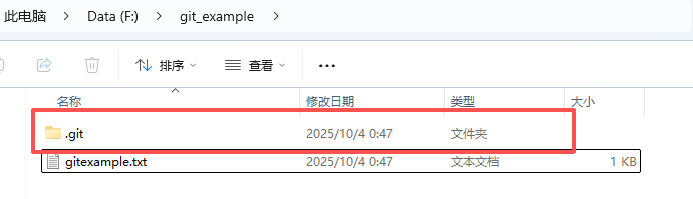 此电脑 > Data (F:) > git_example >
排序 查看 ...
名称 修改日期 类型 大小
.git 2025/10/4 0:47 文件夹
gitexample.txt 2025/10/4 0:47 文本文档 1 KB